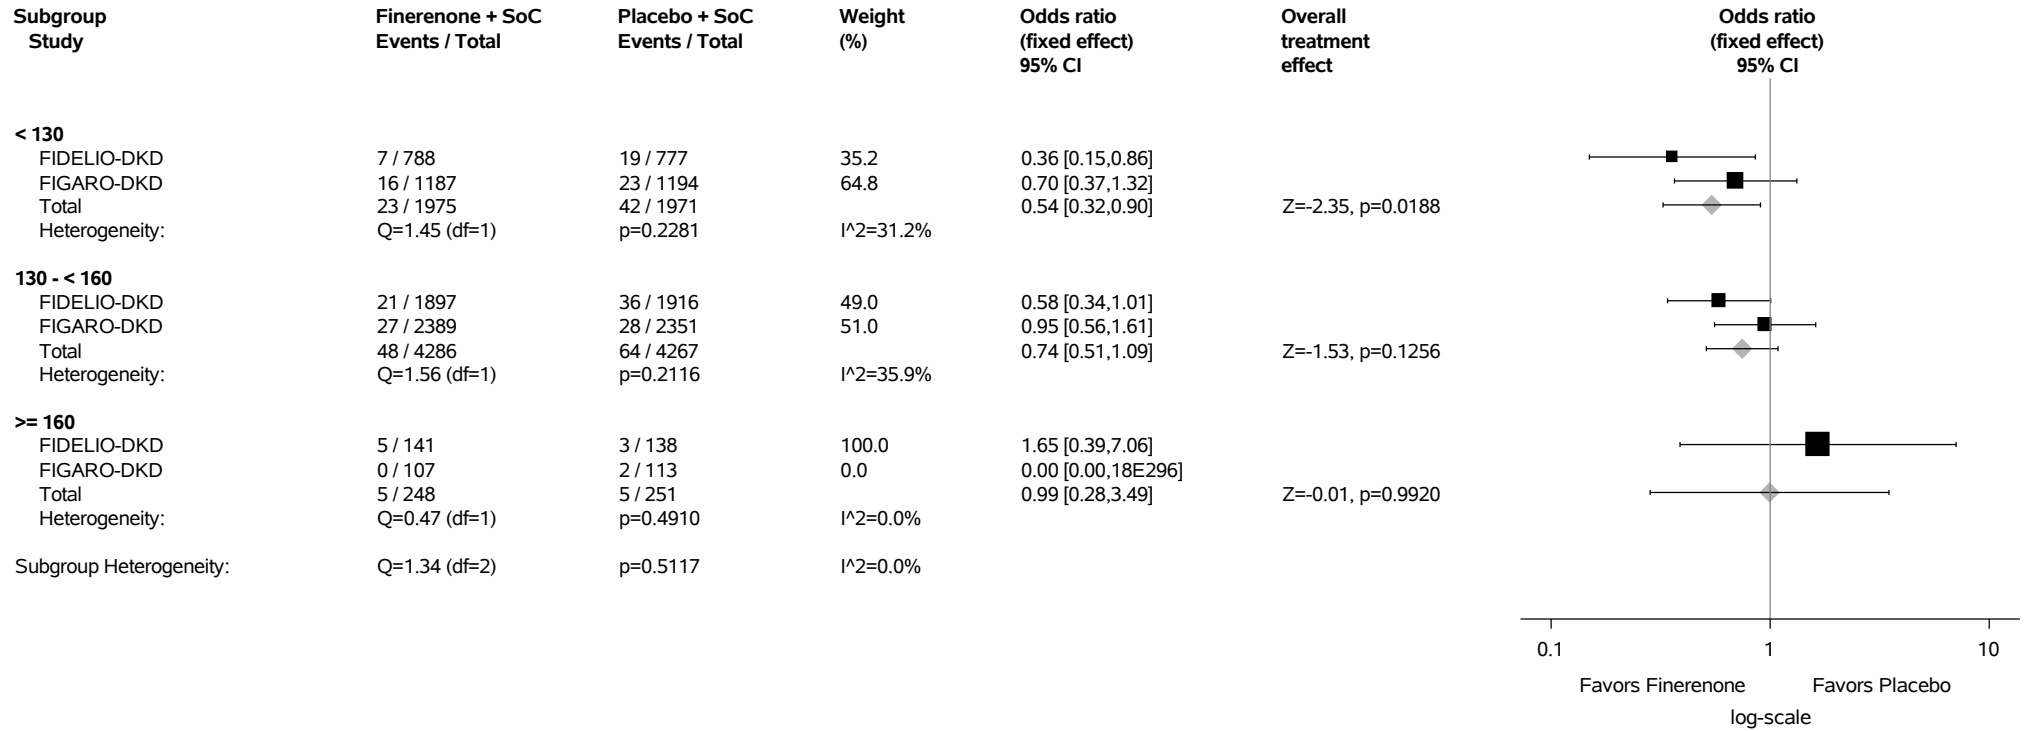 Subgroup Finerenone + SoC Placebo + SoC Weight Odds ratio Overall Odds ratio
Study Events / Total Events / Total (%) (fixed effect) treatment (fixed effect)
95% CI effect 95% CI
< 130
FIDELIO-DKD 7 / 788 19 / 777 35.2 0.36 [0.15,0.86]
FIGARO-DKD 16 / 1187 23 / 1194 64.8 0.70 [0.37,1.32]
Total 23 / 1975 42 / 1971 0.54 [0.32,0.90] Z=-2.35, p=0.0188
Heterogeneity: Q=1.45 (df=1) p=0.2281 I^2=31.2%
130 - < 160
FIDELIO-DKD 21 / 1897 36 / 1916 49.0 0.58 [0.34,1.01]
FIGARO-DKD 27 / 2389 28 / 2351 51.0 0.95 [0.56,1.61]
Total 48 / 4286 64 / 4267 0.74 [0.51,1.09] Z=-1.53, p=0.1256
Heterogeneity: Q=1.56 (df=1) p=0.2116 I^2=35.9%
>= 160
FIDELIO-DKD 5 / 141 3 / 138 100.0 1.65 [0.39,7.06]
FIGARO-DKD 0 / 107 2 / 113 0.0 0.00 [0.00,18E296]
Total 5 / 248 5 / 251 0.99 [0.28,3.49] Z=-0.01, p=0.9920
Heterogeneity: Q=0.47 (df=1) p=0.4910 I^2=0.0%
Subgroup Heterogeneity: Q=1.34 (df=2) p=0.5117 I^2=0.0%
0.1 1 10
Favors Finerenone Favors Placebo
log-scale